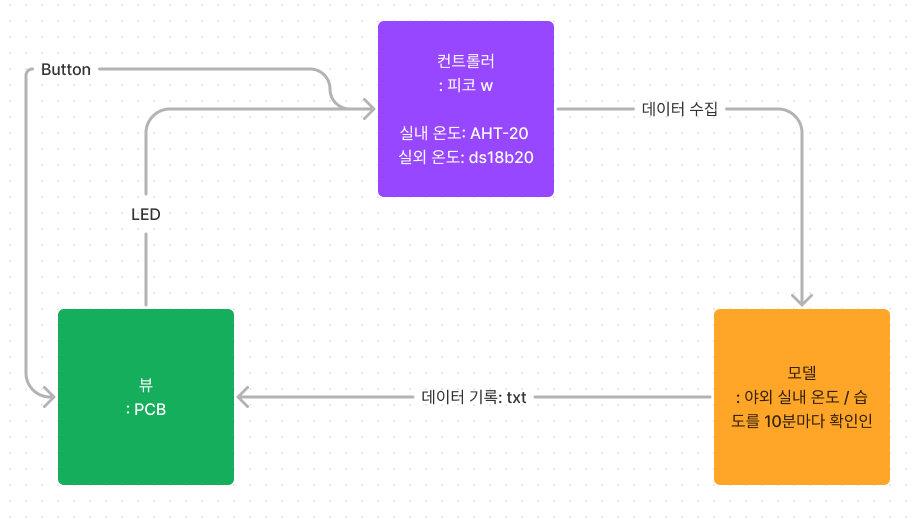 Button
컨트롤러
: 피코 w
실내 온도: AHT-20
실외 온도: ds18b20
데이터 수집
LED
뷰
: PCB
데이터 기록: txt
모델
: 야외 실내 온도 / 습
도를 10분마다 확인인